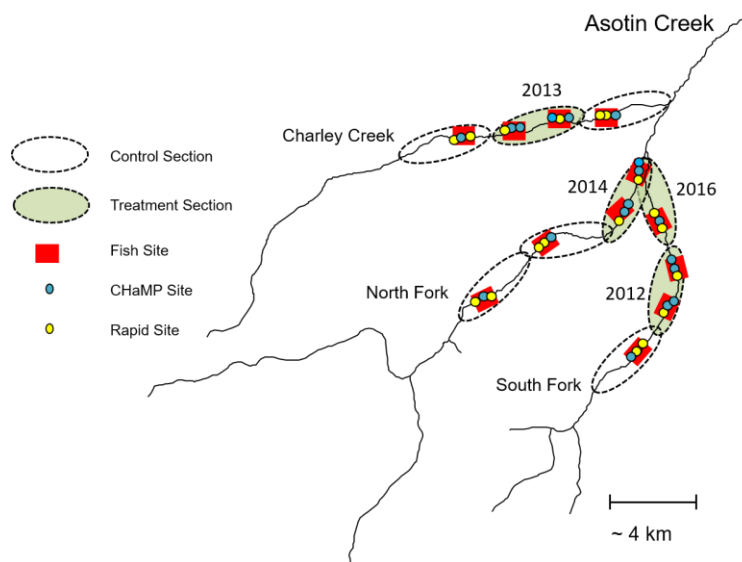 Asotin Creek
2013
Charley Creek
Control Section
Treatment Section
Fish Site
CHaMP Site
Rapid Site
2014
2016
North Fork
2012
South Fork
~ 4 km